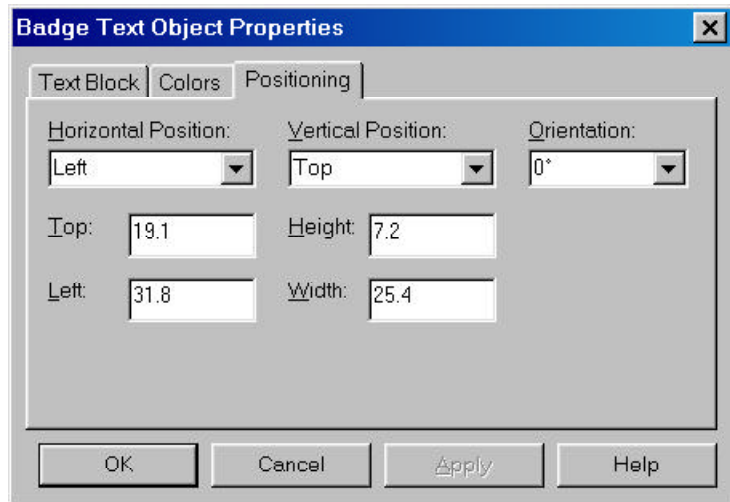 Badge Text Object Properties
Text Block Colors Positioning
Horizontal Position: Vertical Position: Orientation:
Left Top 0°
Top: 19.1 Height: 7.2
Left: 31.8 Width: 25.4
OK Cancel Apply Help